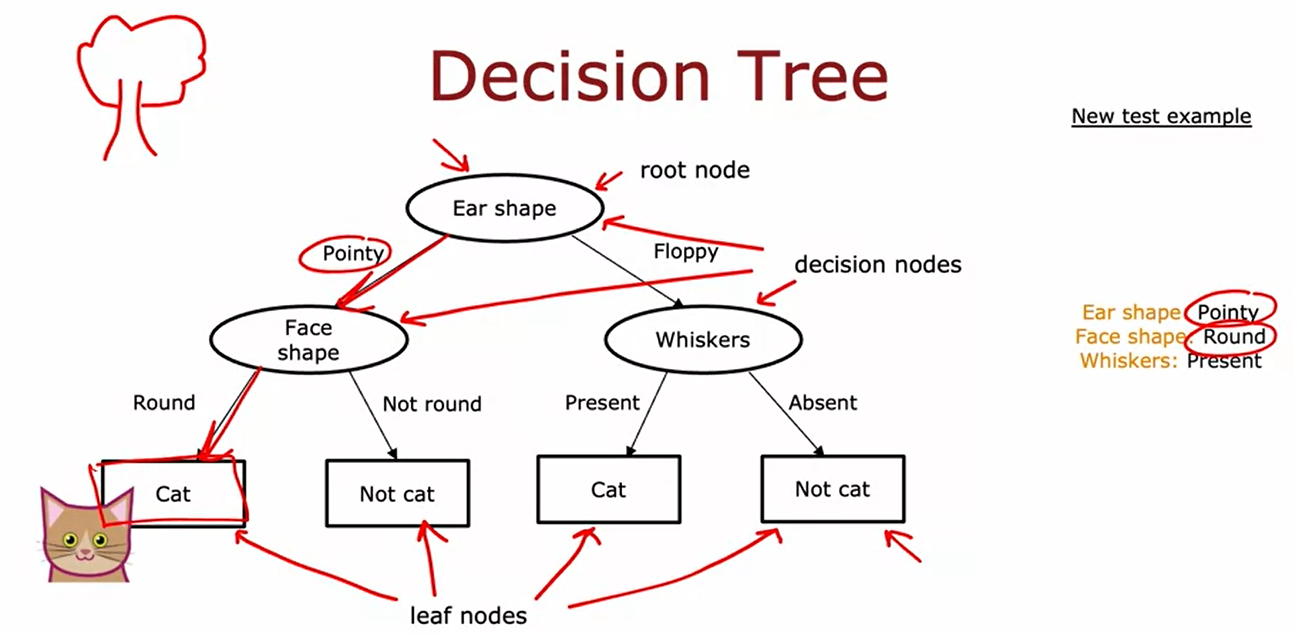 Decision Tree
New test example
root node
Ear shape
Pointy
Floppy
decision nodes
Face
shape
Whiskers
Ear shape: Pointy
Face shape: Round
Whiskers: Present
Round
Not round
Present
Absent
Cat
Not cat
Cat
Not cat
leaf nodes